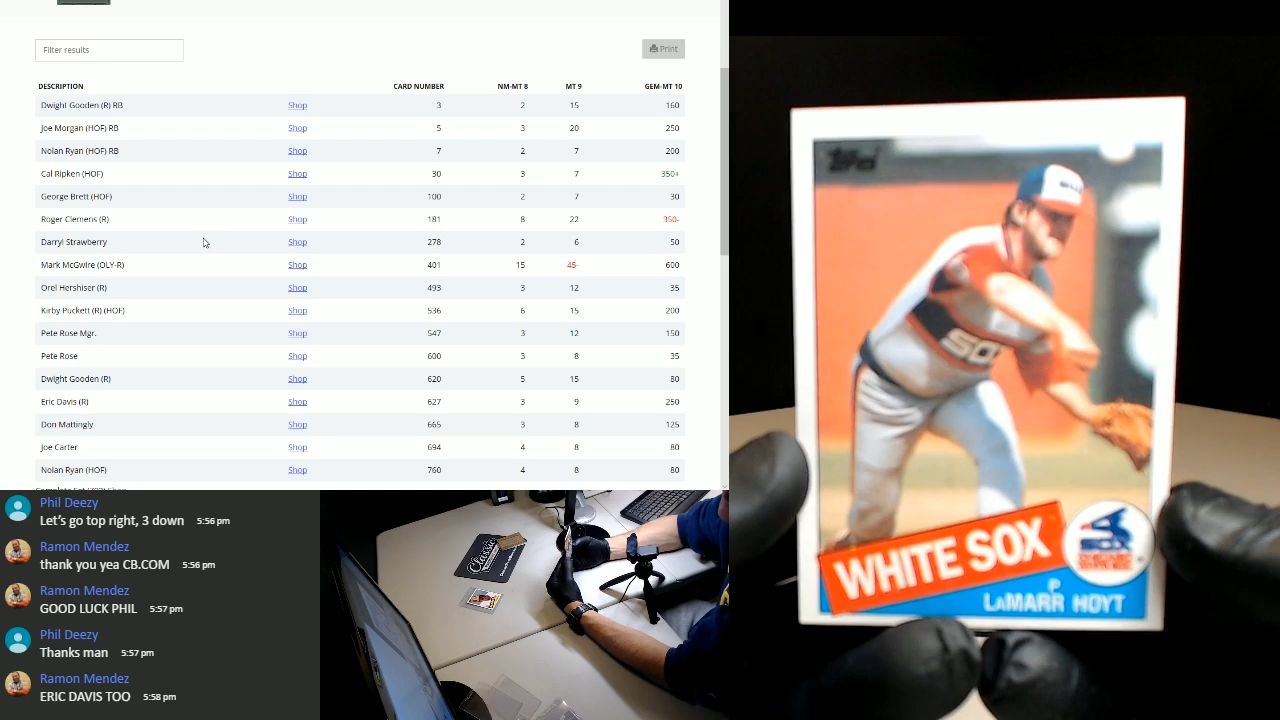 Filter results
Print
DESCRIPTION CARD NUMBER NM-MT 8 MT 9 GEM-MT 10
Dwight Gooden (R) RB Shop 3 2 15 160
Joe Morgan (HOF) RB Shop 5 3 20 250
Nolan Ryan (HOF) RB Shop 7 2 7 200
Cal Ripken (HOF) Shop 30 3 7 350+
George Brett (HOF) Shop 100 2 7 30
Roger Clemens (R) Shop 181 8 22 350-
Darryl Strawberry Shop 278 2 6 50
Mark McGwire (OLY-R) Shop 401 15 45- 600
Orel Hershiser (R) Shop 493 3 12 35
Kirby Puckett (R) (HOF) Shop 536 6 15 200
Pete Rose Mgr. Shop 547 3 12 150
Pete Rose Shop 600 3 8 35
Dwight Gooden (R) Shop 620 5 15 80
Eric Davis (R) Shop 627 3 9 250
Don Mattingly Shop 665 3 8 125
Joe Carter Shop 694 4 8 80
Nolan Ryan (HOF) Shop 760 4 8 80
Phil Deezy
Let's go top right, 3 down 5:56 pm
Ramon Mendez
thank you yea CB.COM 5:56 pm
Ramon Mendez
GOOD LUCK PHIL 5:57 pm
Phil Deezy
Thanks man 5:57 pm
Ramon Mendez
ERIC DAVIS TOO 5:58 pm
Topps
SOX
WHITE SOX
SOX
P
LAMARR HOYT